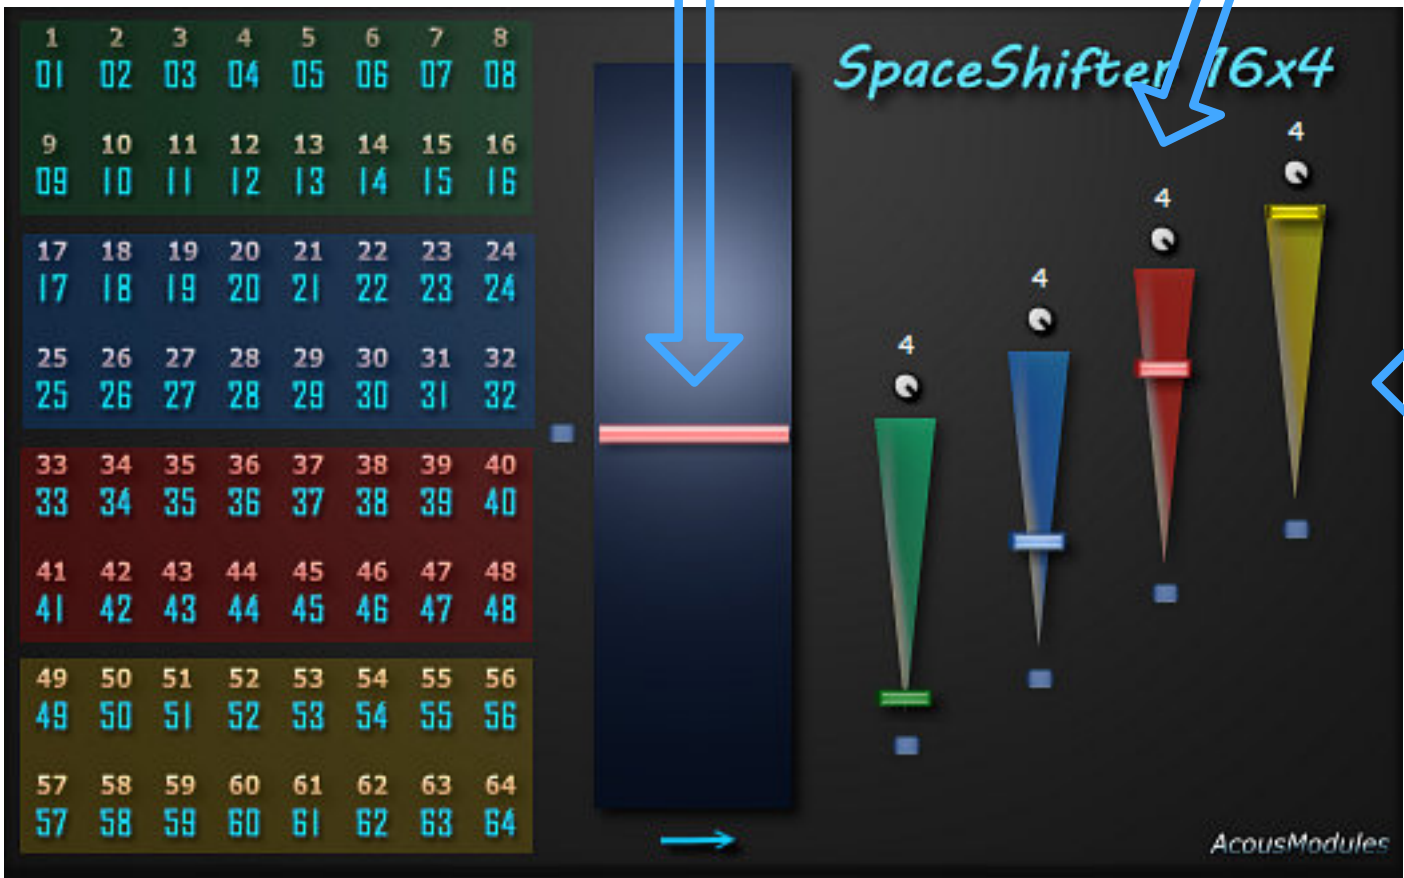 1 2 3 4 5 6 7 8
01 02 03 04 05 06 07 08
9 10 11 12 13 14 15 16
09 10 11 12 13 14 15 16
17 18 19 20 21 22 23 24
17 18 19 20 21 22 23 24
25 26 27 28 29 30 31 32
25 26 27 28 29 30 31 32
33 34 35 36 37 38 39 40
33 34 35 36 37 38 39 40
41 42 43 44 45 46 47 48
41 42 43 44 45 46 47 48
49 50 51 52 53 54 55 56
49 50 51 52 53 54 55 56
57 58 59 60 61 62 63 64
57 58 59 60 61 62 63 64
SpaceShifter 16x4
4
4
4
4
AcousModules